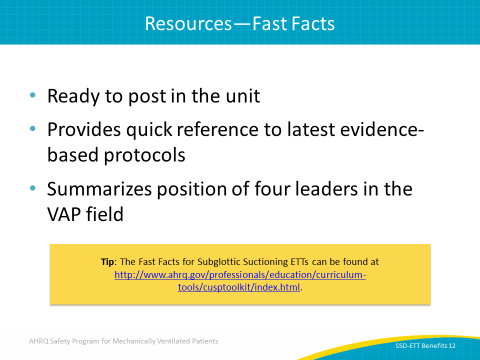 Resources—Fast Facts
• Ready to post in the unit
• Provides quick reference to latest evidence-
based protocols
• Summarizes position of four leaders in the
VAP field
Tip: The Fast Facts for Subglottic Suctioning ETTs can be found at
http://www.ahrq.gov/professionals/education/curriculum-
tools/cusptoolkit/index.html.
AHRQ Safety Program for Mechanically Ventilated Patients
SSD-ETT Benefits 12